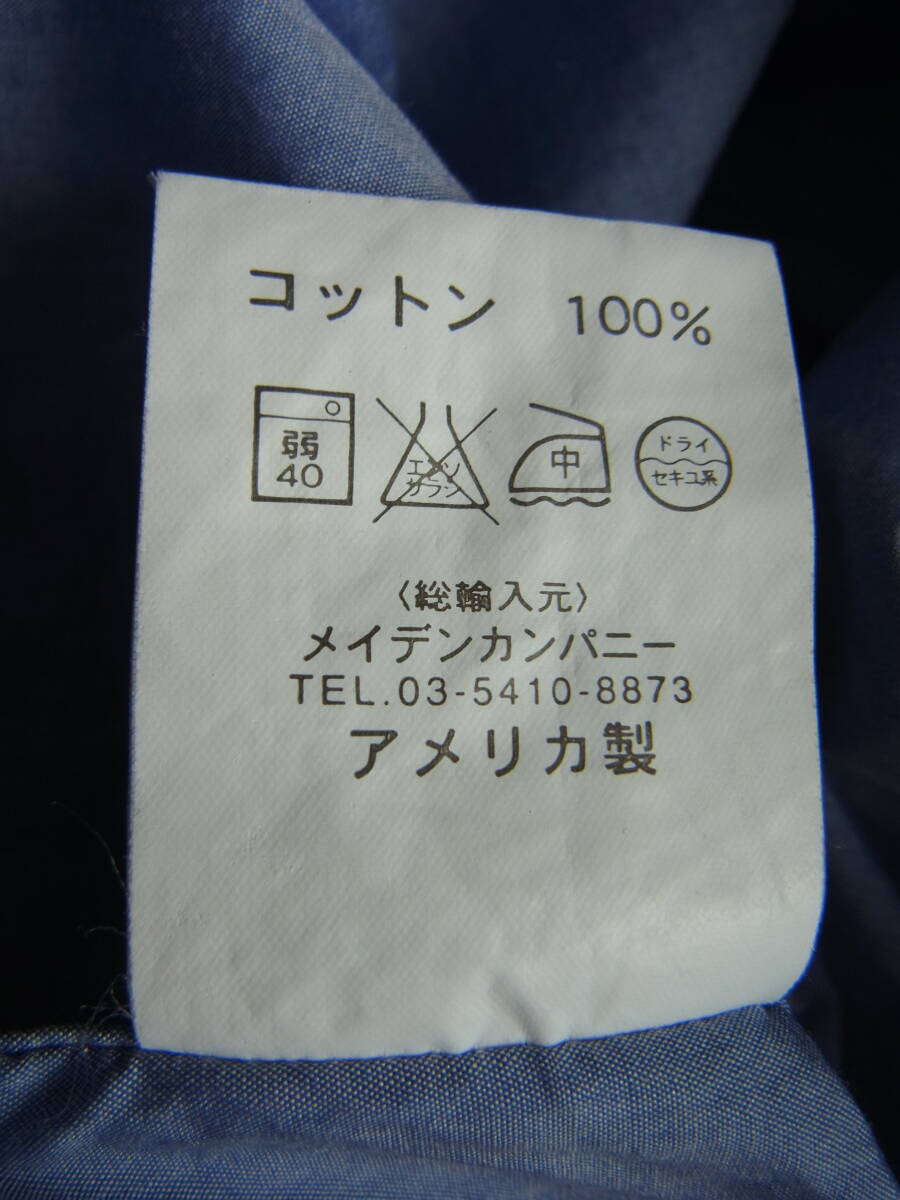 コットン 100%
弱
40
エンソ
サラシ
中
ドライ
セキユ系
〈総輸入元〉
メイデンカンパニー
TEL.03-5410-8873
アメリカ製